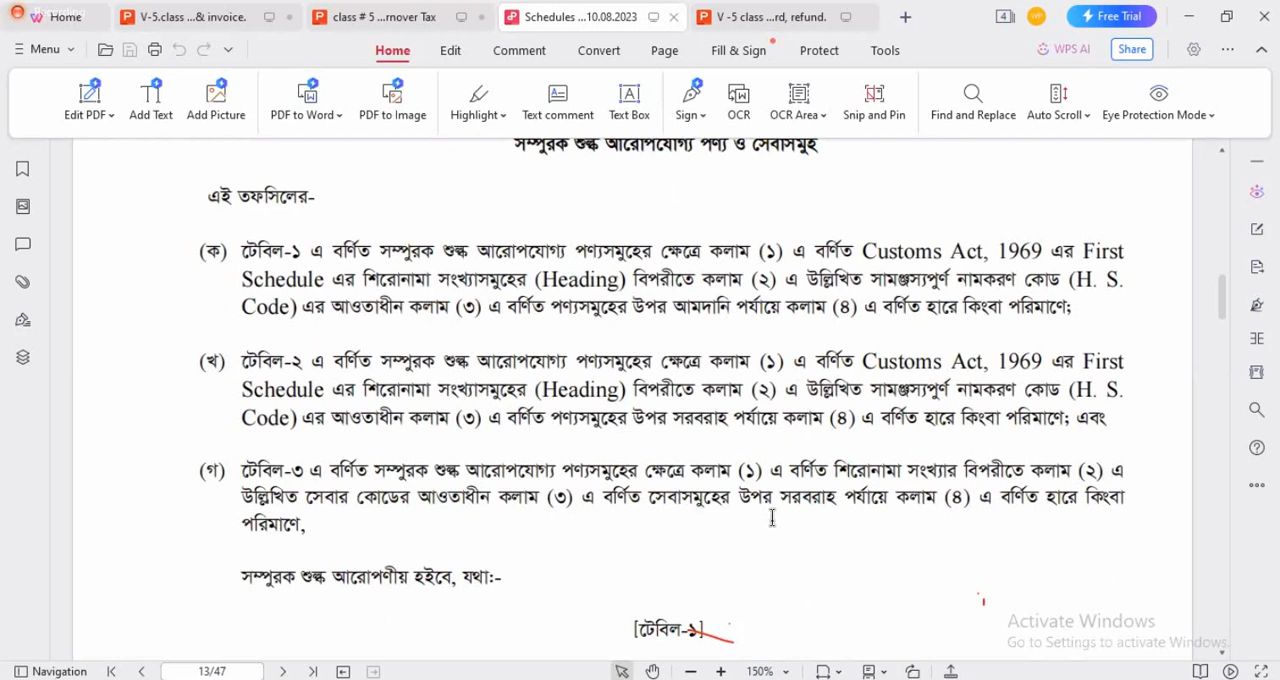 Recording
Home
V-5.class ...& invoice.
class # 5 ...rnover Tax
Schedules ...10.08.2023
V -5 class ...rd, refund.
4
WP
Free Trial
Menu
Home
Edit
Comment
Convert
Page
Fill & Sign
Protect
Tools
WPS AI
Share
Edit PDF
Add Text
Add Picture
PDF to Word
PDF to Image
Highlight
Text comment
Text Box
Sign
OCR
OCR Area
Snip and Pin
Find and Replace
Auto Scroll
Eye Protection Mode
সম্পুরক শুল্ক আরোপযোগ্য পণ্য ও সেবাসমুহ
এই তফসিলের-
(ক) টেবিল-১ এ বর্ণিত সম্পুরক শুল্ক আরোপযোগ্য পণ্যসমুহের ক্ষেত্রে কলাম (১) এ বর্ণিত Customs Act, 1969 এর First
Schedule এর শিরোনামা সংখ্যাসমুহের (Heading) বিপরীতে কলাম (২) এ উল্লিখিত সামঞ্জস্যপুর্ণ নামকরণ কোড (H. S.
Code) এর আওতাধীন কলাম (৩) এ বর্ণিত পণ্যসমুহের উপর আমদানি পর্যায়ে কলাম (৪) এ বর্ণিত হারে কিংবা পরিমাণে;
(খ) টেবিল-২ এ বর্ণিত সম্পুরক শুল্ক আরোপযোগ্য পণ্যসমুহের ক্ষেত্রে কলাম (১) এ বর্ণিত Customs Act, 1969 এর First
Schedule এর শিরোনামা সংখ্যাসমুহের (Heading) বিপরীতে কলাম (২) এ উল্লিখিত সামঞ্জস্যপুর্ণ নামকরণ কোড (H. S.
Code) এর আওতাধীন কলাম (৩) এ বর্ণিত পণ্যসমুহের উপর সরবরাহ পর্যায়ে কলাম (৪) এ বর্ণিত হারে কিংবা পরিমাণে; এবং
(গ) টেবিল-৩ এ বর্ণিত সম্পুরক শুল্ক আরোপযোগ্য পণ্যসমুহের ক্ষেত্রে কলাম (১) এ বর্ণিত শিরোনামা সংখ্যার বিপরীতে কলাম (২) এ
উল্লিখিত সেবার কোডের আওতাধীন কলাম (৩) এ বর্ণিত সেবাসমুহের উপর সরবরাহ পর্যায়ে কলাম (৪) এ বর্ণিত হারে কিংবা
পরিমাণে,
সম্পুরক শুল্ক আরোপণীয় হইবে, যথা:-
[টেবিল-১]
Activate Windows
Go to Settings to activate Windows.
Navigation
13/47
150%